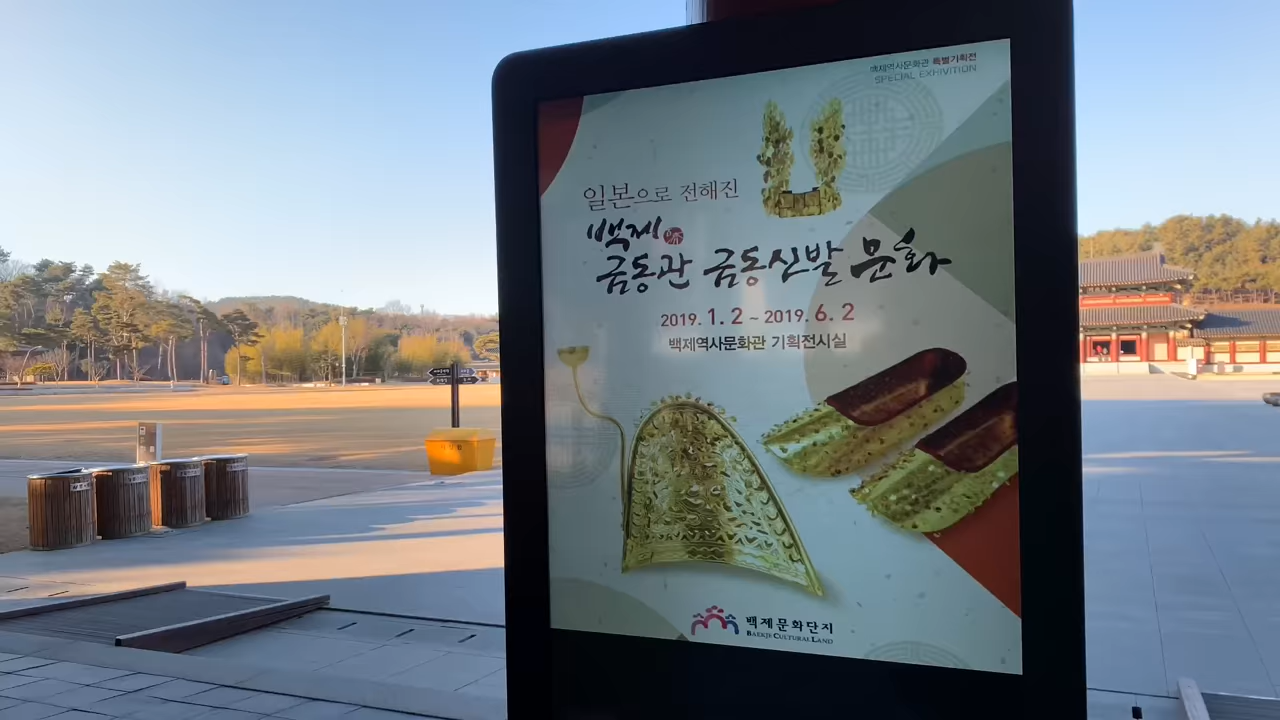 백제역사문화관 특별기획전
SPECIAL EXHIVITION
일본으로 전해진
백제
금동관 금동신발 문화
2019. 1. 2 ~ 2019. 6. 2
백제역사문화관 기획전시실
백제문화단지
BAEKJE CULTURAL LAND